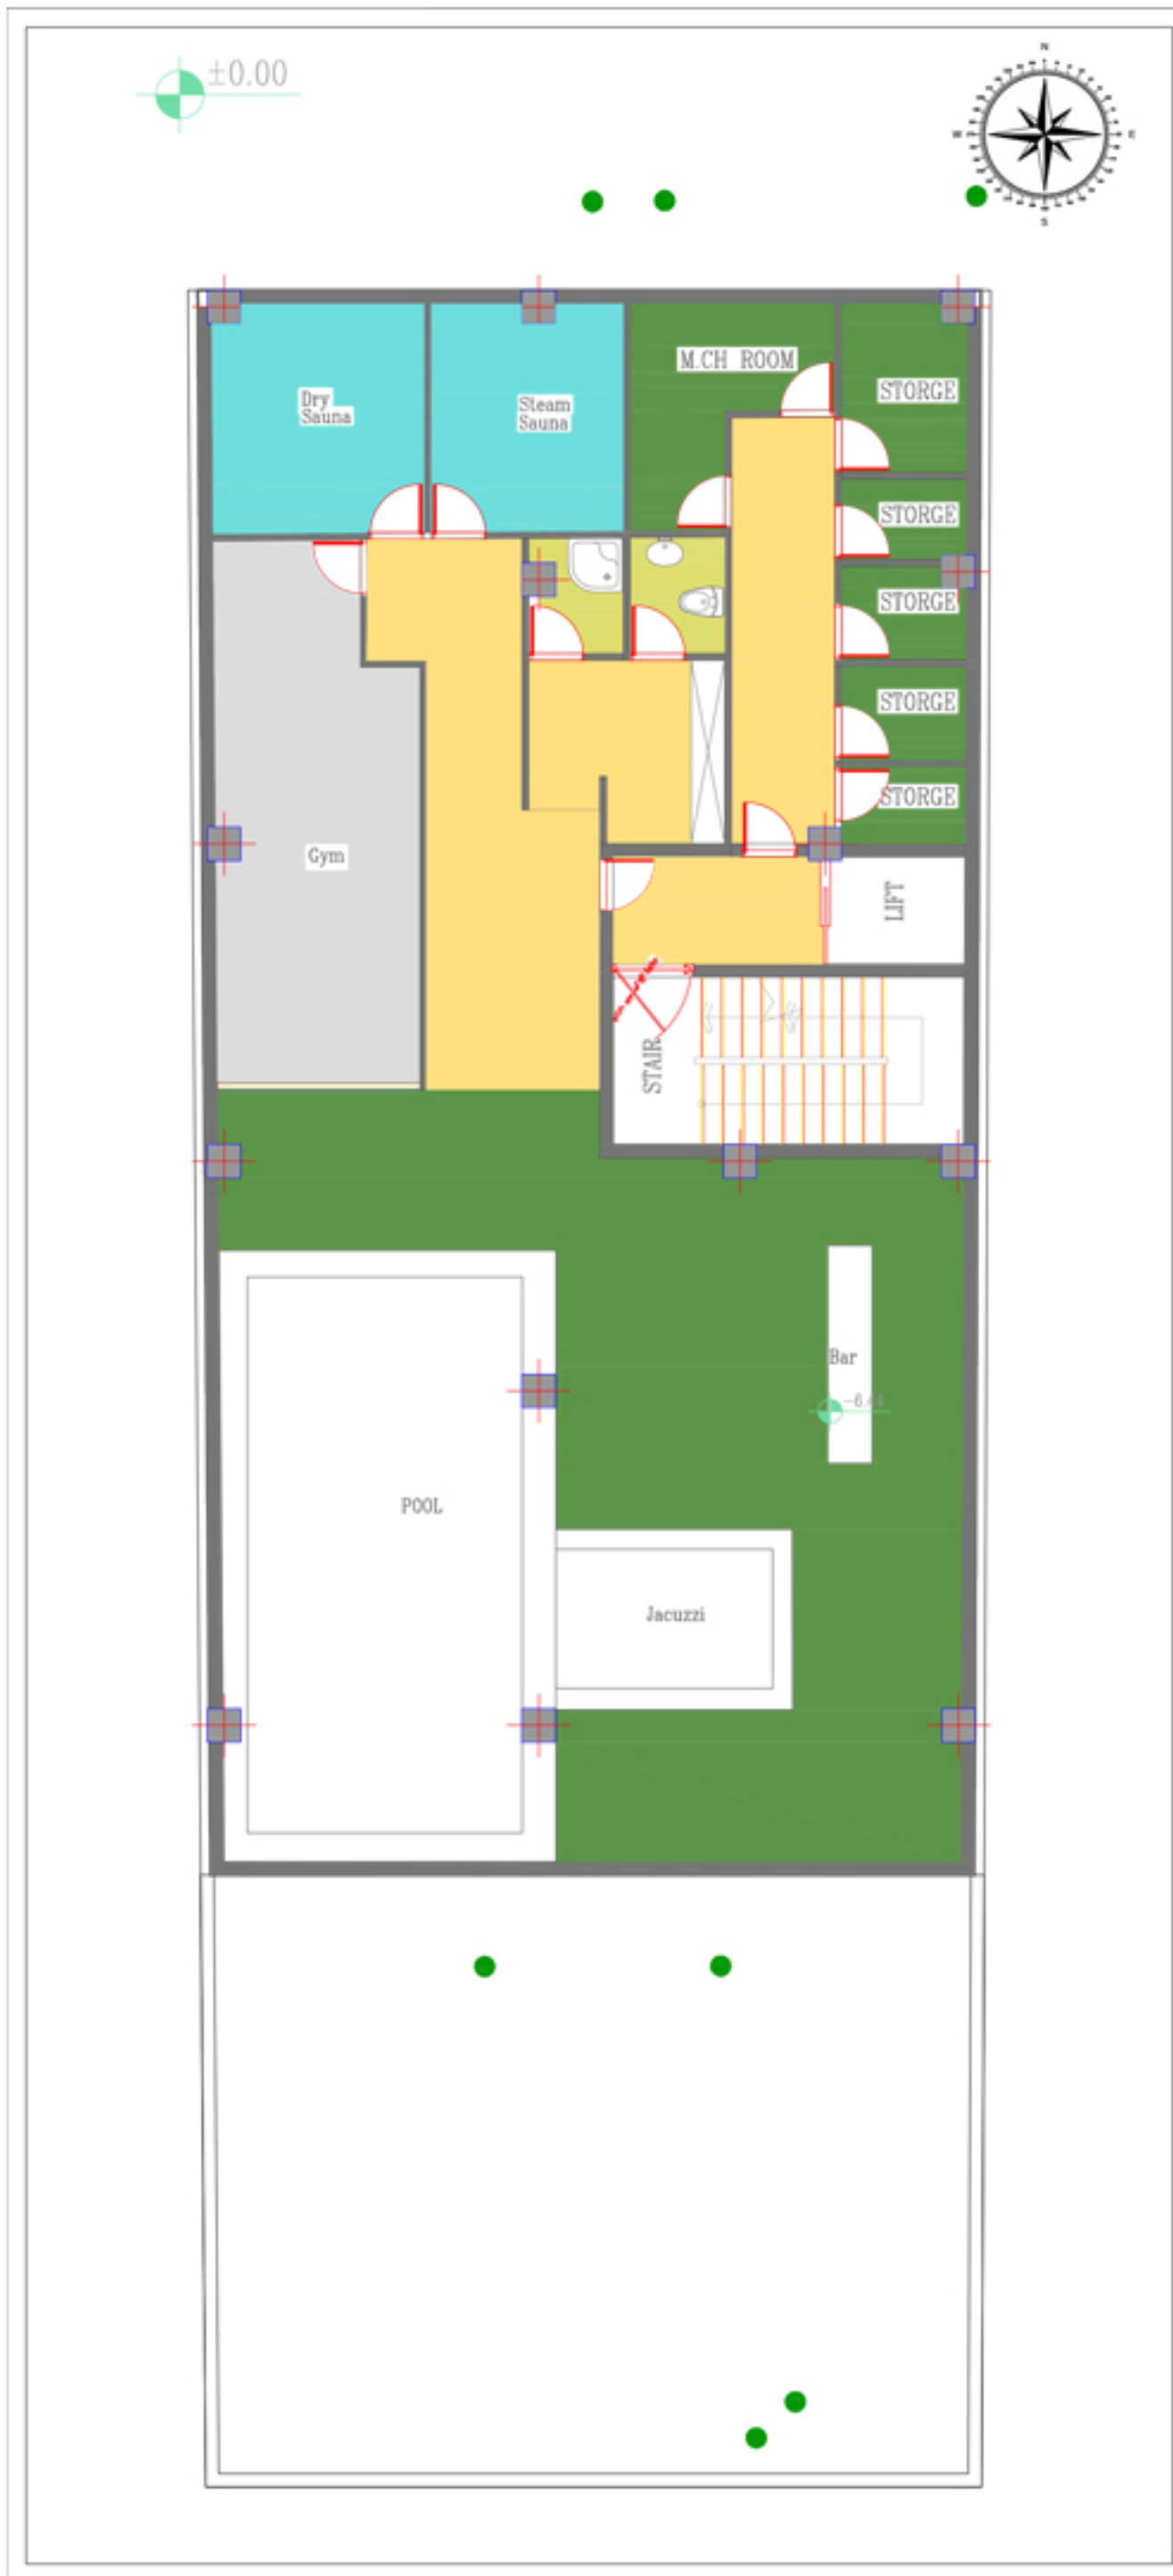 ±0.00
N
E
S
M.CH ROOM
STORGE
Dry
Sauna
Steam
Sauna
STORGE
STORGE
STORGE
STORGE
Gym
LIFT
STAIR
Bar
POOL
Jacuzzi